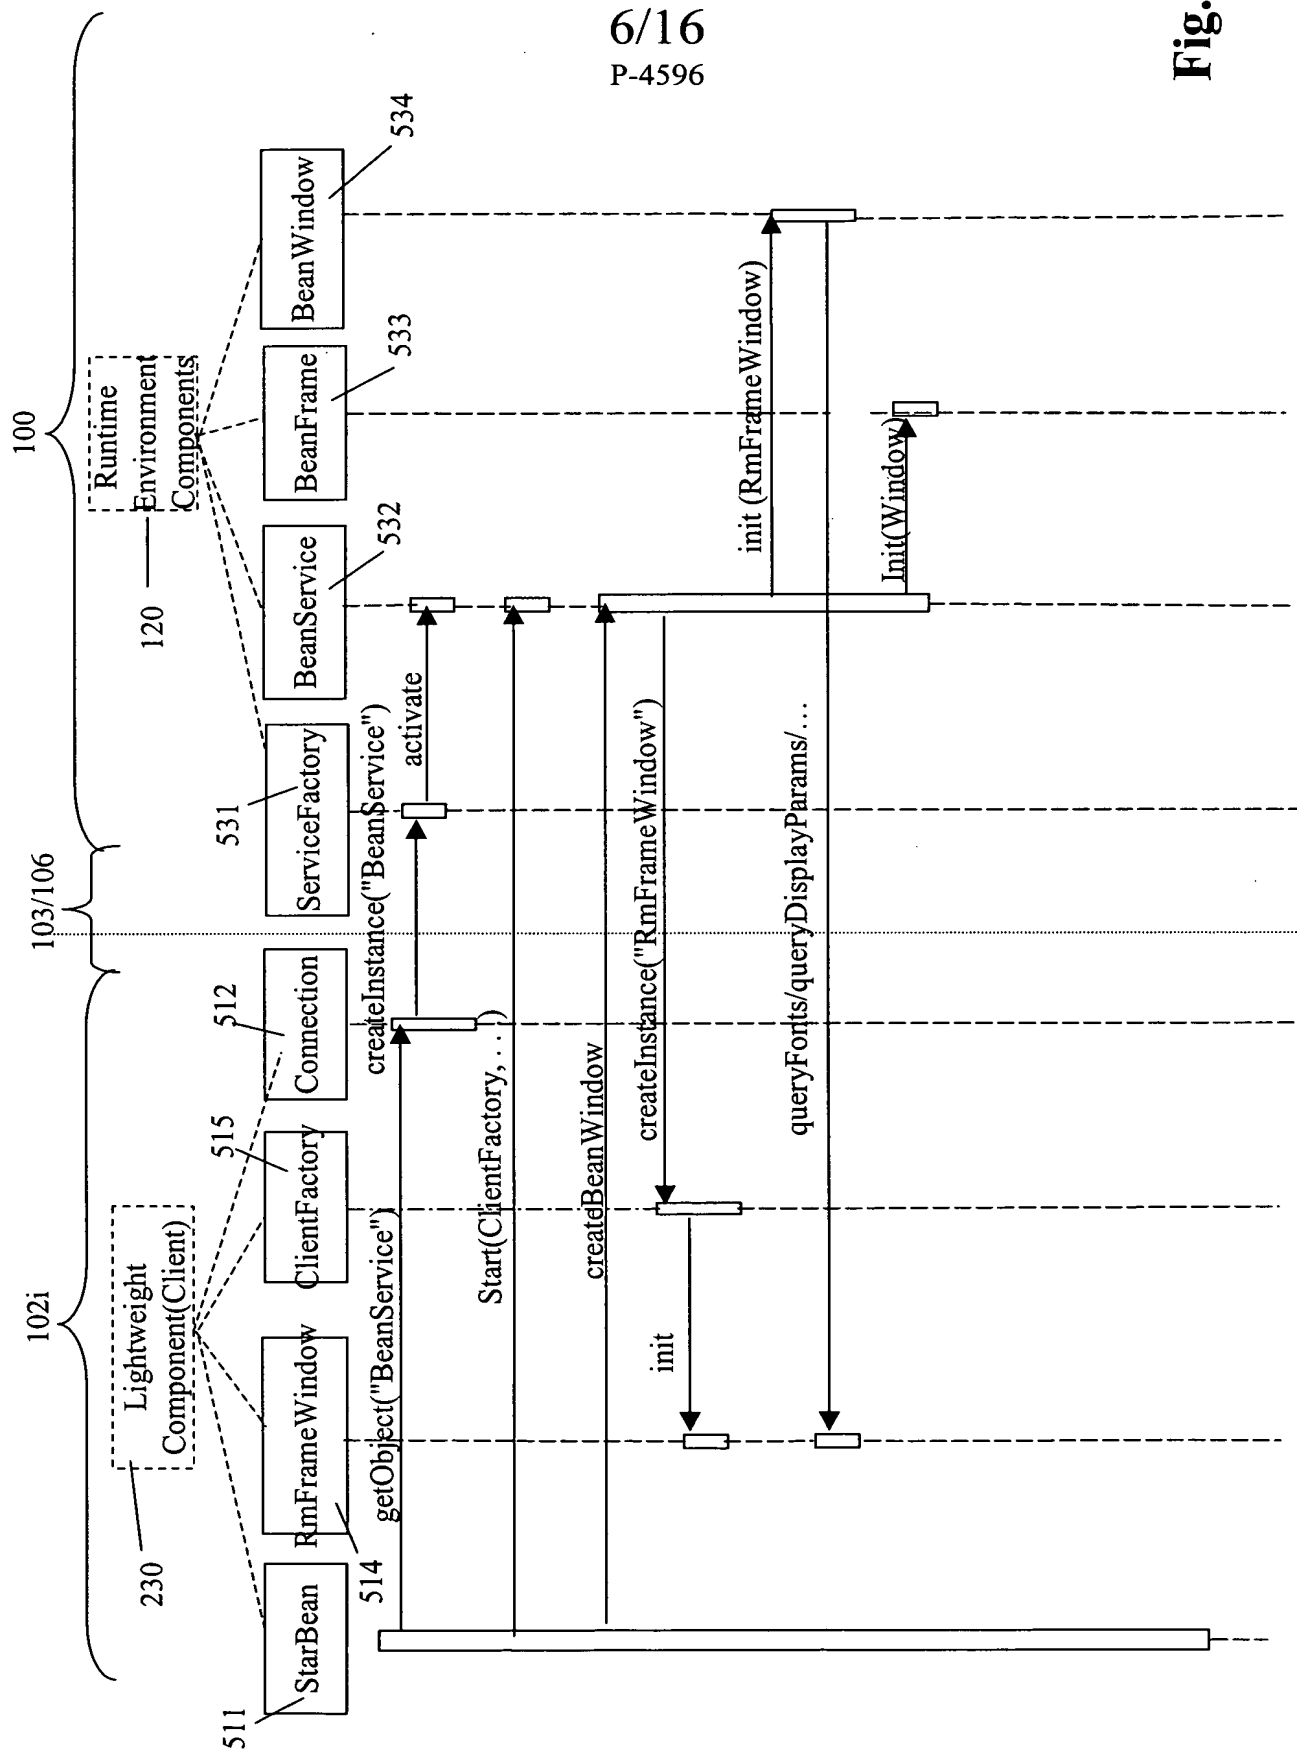 6/16
P-4596
Fig.
102i
103/106
100
230
Lightweight
Component(Client)
120
Runtime
Environment
Components
511
StarBean
514
RmFrameWindow
515
ClientFactory
512
Connection
531
ServiceFactory
532
BeanService
533
BeanFrame
534
BeanWindow
getObject("BeanService")
createInstance("BeanService")
activate
Start(ClientFactory,...)
createBeanWindow
createInstance("RmFrameWindow")
init
init (RmFrameWindow)
queryFonts/queryDisplayParams/...
Init(Window)